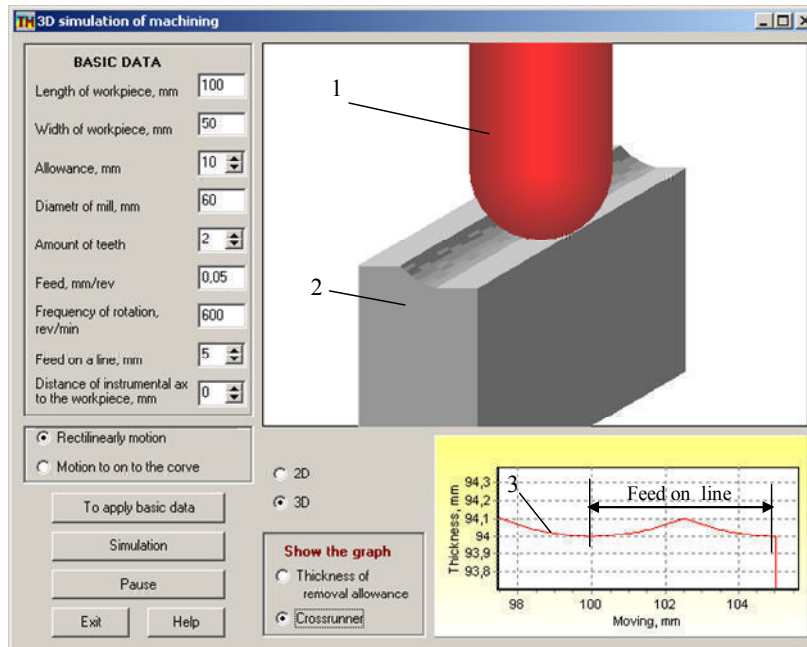 TM 3D simulation of machining
BASIC DATA
Length of workpiece, mm 100
Width of workpiece, mm 50
Allowance, mm 10
Diametr of mill, mm 60
Amount of teeth 2
Feed, mm/rev 0,05
Frequency of rotation,
rev/min 600
Feed on a line, mm 5
Distance of instrumental ax
to the workpiece, mm 0
Rectilinearly motion
Motion to on to the curve
To apply basic data
Simulation
Pause
Exit Help
2D
3D
Show the graph
Thickness of
removal allowance
Crossrunner
1
2
Thickness, mm
94,3
94,2
94,1
94
93,9
93,8
3
Feed on line
98 100 102 104
Moving, mm